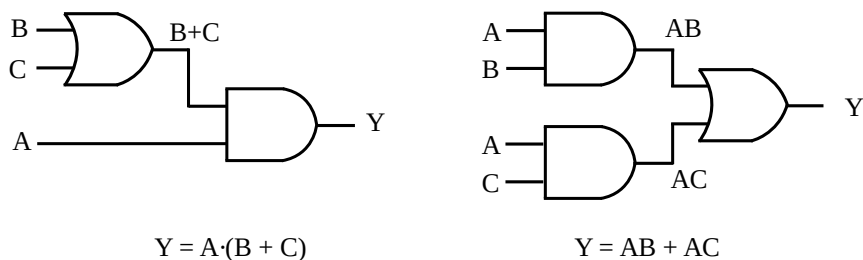 B
C
B+C
A
Y
Y = A·(B + C)
A
B
AB
A
C
AC
Y
Y = AB + AC